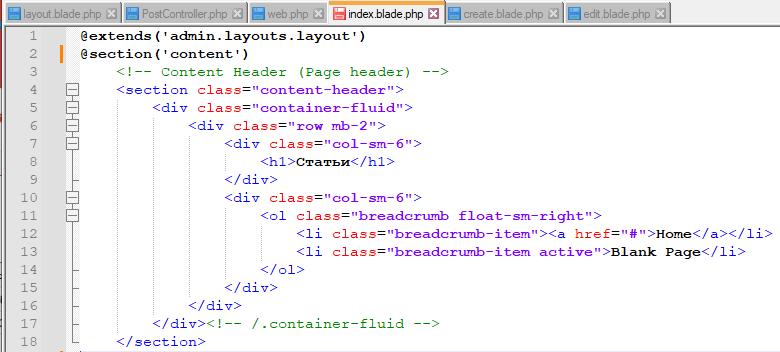 layout.blade.php PostController.php web.php index.blade.php create.blade.php edit.blade.php
1 @extends('admin.layouts.layout')
2 @section('content')
3 <!-- Content Header (Page header) -->
4 <section class="content-header">
5 <div class="container-fluid">
6 <div class="row mb-2">
7 <div class="col-sm-6">
8 <h1>Статьи</h1>
9 </div>
10 <div class="col-sm-6">
11 <ol class="breadcrumb float-sm-right">
12 <li class="breadcrumb-item"><a href="#">Home</a></li>
13 <li class="breadcrumb-item active">Blank Page</li>
14 </ol>
15 </div>
16 </div>
17 </div><!-- /.container-fluid -->
18 </section>